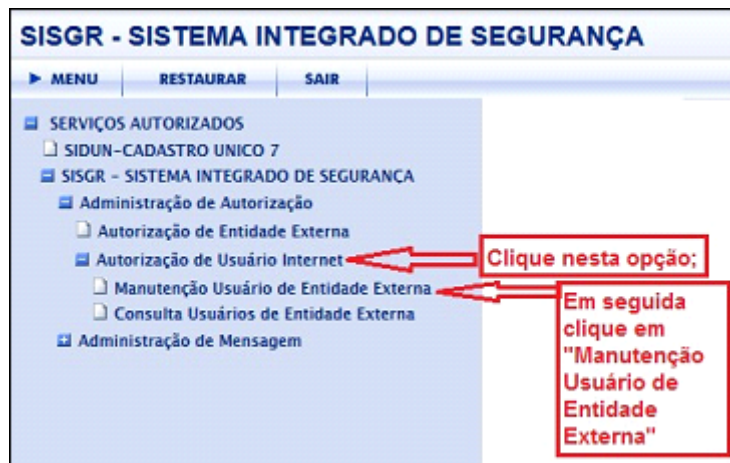 SISGR - SISTEMA INTEGRADO DE SEGURANÇA
MENU RESTAURAR SAIR
SERVIÇOS AUTORIZADOS
SIDUN-CADASTRO UNICO 7
SISGR - SISTEMA INTEGRADO DE SEGURANÇA
Administração de Autorização
Autorização de Entidade Externa
Autorização de Usuário Internet
Clique nesta opção;
Manutenção Usuário de Entidade Externa
Consulta Usuários de Entidade Externa
Administração de Mensagem
Em seguida
clique em
"Manutenção
Usuário de
Entidade
Externa"